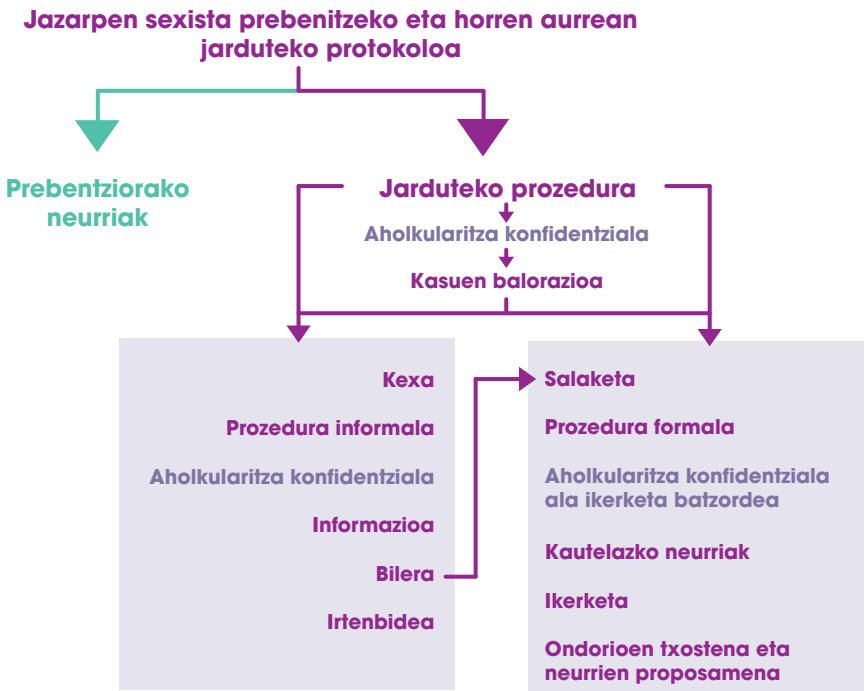 Jazarpen sexista prebenitzeko eta horren aurrean
jarduteko protokoloa
Prebentziorako
neurriak
Jarduteko prozedura
Aholkularitza konfidentziala
Kasuen balorazioa
Kexa
Prozedura informala
Aholkularitza konfidentziala
Informazioa
Bilera
Irtenbidea
Salaketa
Prozedura formala
Aholkularitza konfidentziala
ala ikerketa batzordea
Kautelazko neurriak
Ikerketa
Ondorioen txostena eta
neurrien proposamena